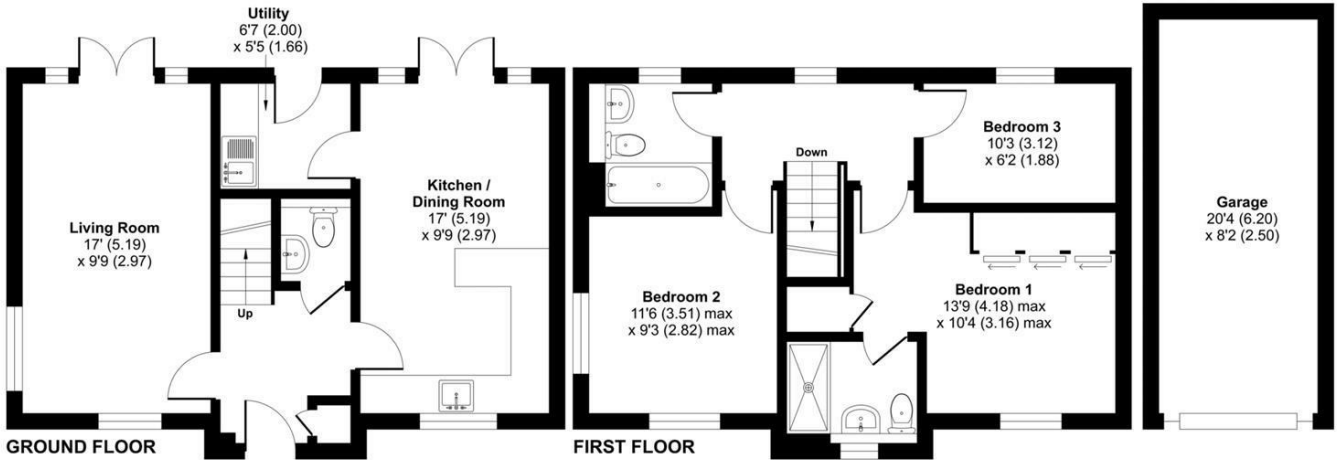 Utility
6'7 (2.00)
x 5'5 (1.66)
Living Room
17' (5.19)
x 9'9 (2.97)
Kitchen /
Dining Room
17' (5.19)
x 9'9 (2.97)
Up
GROUND FLOOR
Down
Bedroom 3
10'3 (3.12)
x 6'2 (1.88)
Bedroom 2
11'6 (3.51) max
x 9'3 (2.82) max
Bedroom 1
13'9 (4.18) max
x 10'4 (3.16) max
FIRST FLOOR
Garage
20'4 (6.20)
x 8'2 (2.50)